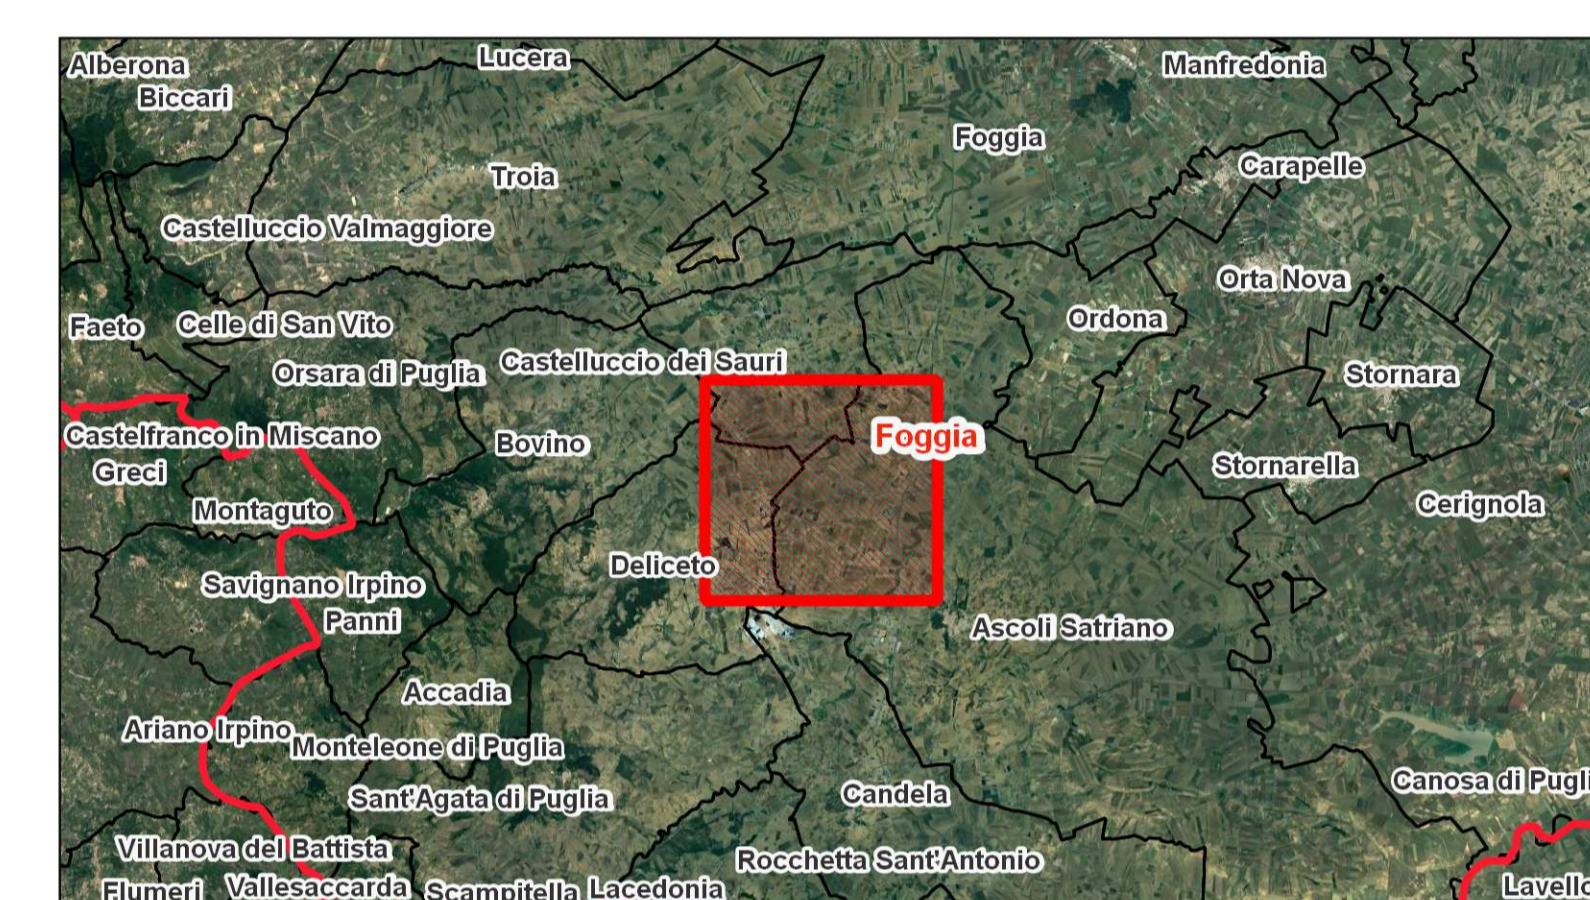 Lucera
Alberona
Manfredonia
Biccari
Foggia
Carapelle
Troia
Castelluccio Valmaggiore
Orta Nova
Ordona
Celle di San Vito
Faeto
Castelluccio dei Sauri
Orsara di Puglia
Stornara
Castelfranco in Miscano
Foggia
Bovino
Stornarella
Greci
Cerignola
Montaguto
Deliceto
Savignano Irpino
Panni
Ascoli Satriano
Accadia
Ariano Irpino
Monteleone di Puglia
Canosa di Pugli
Candela
Sant'Agata di Puglia
Villanova del Battista
Rocchetta Sant'Antonio
Vallesaccarda
Lavello
Lacedonia
Flumeri
Scampitella